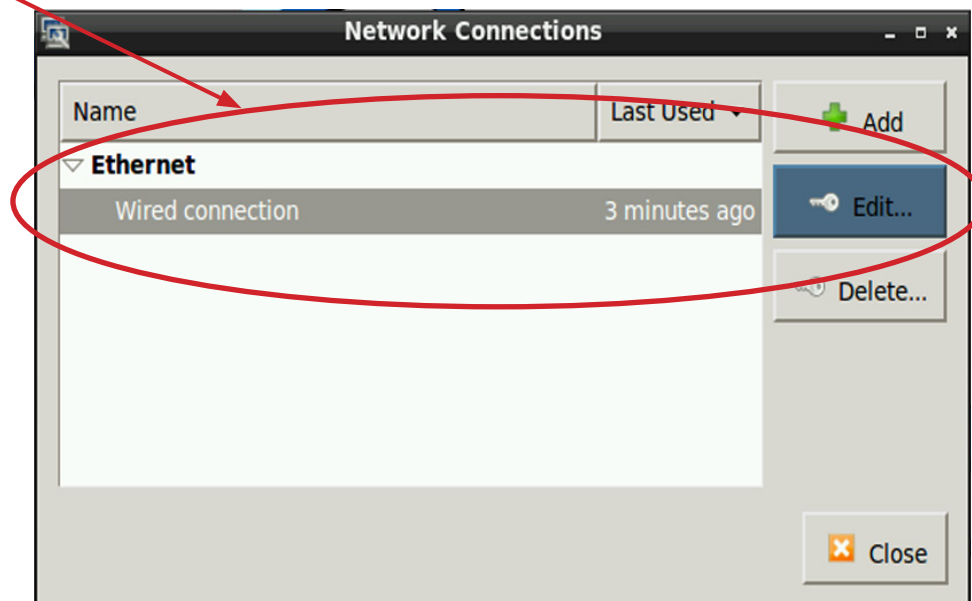 Network Connections
Name Last Used
Add
Ethernet
Wired connection 3 minutes ago
Edit...
Delete...
Close